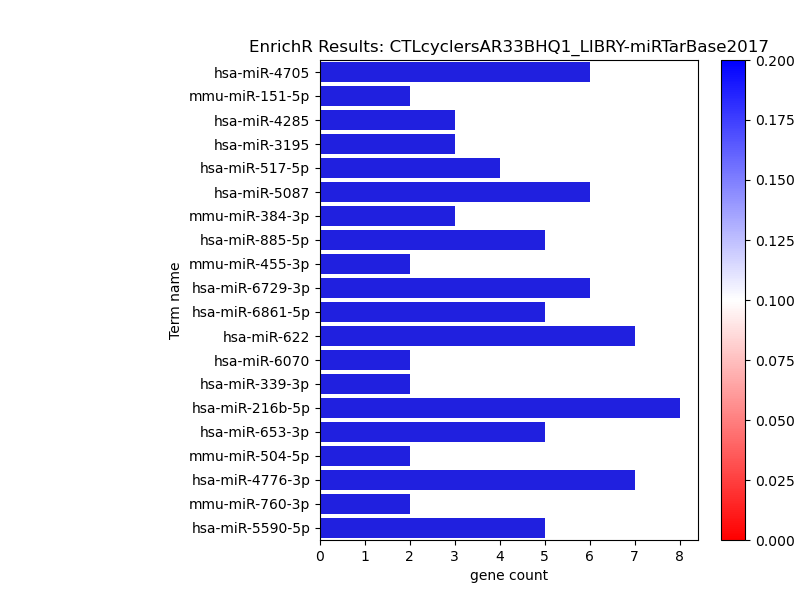 EnrichR Results: CTLcyclersAR33BHQ1_LIBRY-miRTarBase2017
hsa-miR-4705
mmu-miR-151-5p
hsa-miR-4285
hsa-miR-3195
hsa-miR-517-5p
hsa-miR-5087
mmu-miR-384-3p
hsa-miR-885-5p
mmu-miR-455-3p
hsa-miR-6729-3p
hsa-miR-6861-5p
hsa-miR-622
hsa-miR-6070
hsa-miR-339-3p
hsa-miR-216b-5p
hsa-miR-653-3p
mmu-miR-504-5p
hsa-miR-4776-3p
mmu-miR-760-3p
hsa-miR-5590-5p
Term name
0 1 2 3 4 5 6 7 8
gene count
0.200
0.175
0.150
0.125
0.100
0.075
0.050
0.025
0.000